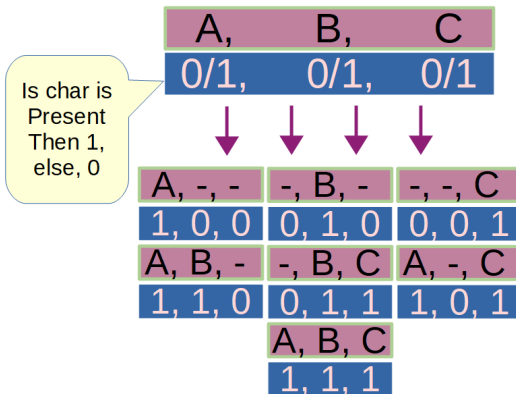 A, B, C
0/1, 0/1, 0/1
Is char is
Present
Then 1,
else, 0
A, -, -
-, B, -
-, -, C
1, 0, 0
0, 1, 0
0, 0, 1
A, B, -
-, B, C
A, -, C
1, 1, 0
0, 1, 1
1, 0, 1
A, B, C
1, 1, 1